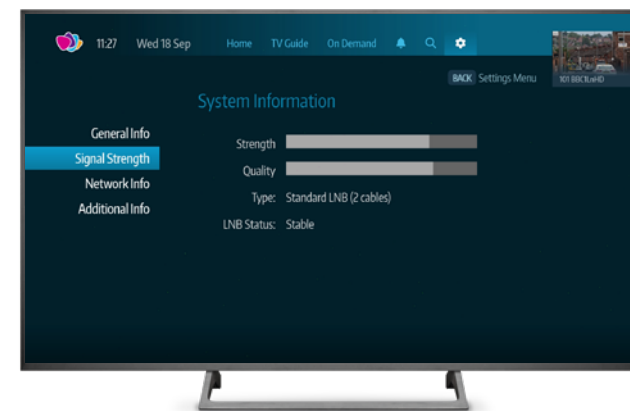 11:27 Wed 18 Sep Home TV Guide On Demand
BACK Settings Menu
101 BBC1LonHD
System Information
General Info
Signal Strength
Network Info
Additional Info
Strength
Quality
Type: Standard LNB (2 cables)
LNB Status: Stable